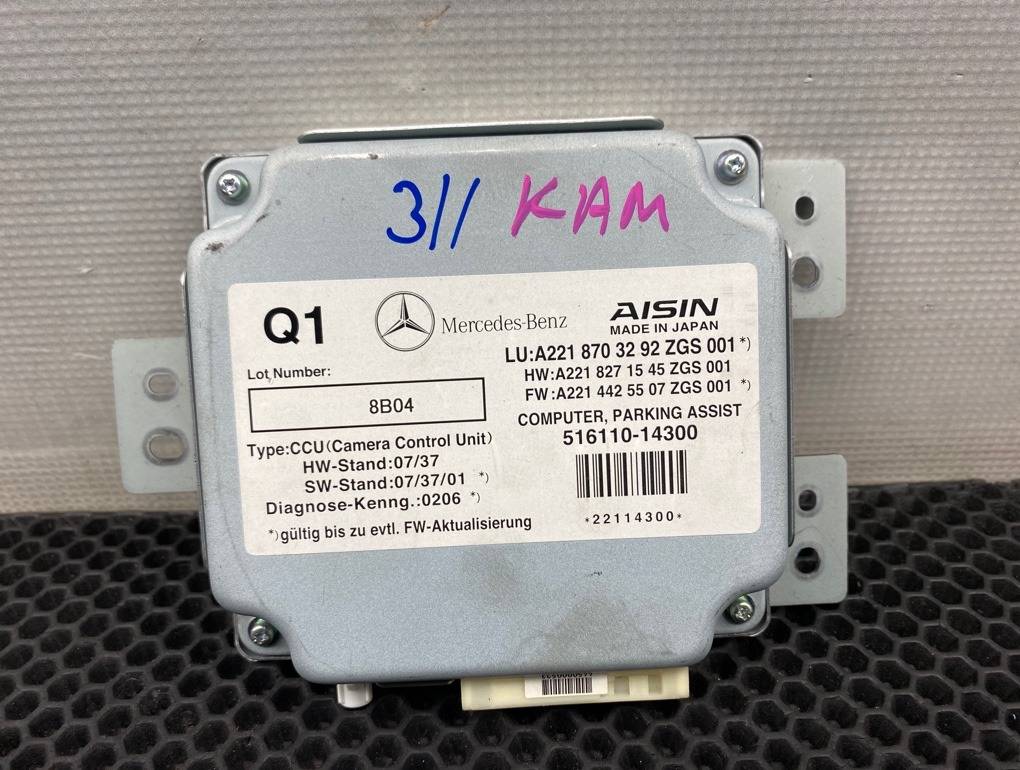 311 KAM
Q1
Mercedes-Benz
AISIN
MADE IN JAPAN
LU:A221 870 32 92 ZGS 001*)
HW:A221 827 15 45 ZGS 001
FW:A221 442 55 07 ZGS 001 *)
Lot Number:
8B04
COMPUTER, PARKING ASSIST
516110-14300
Type:CCU(Camera Control Unit)
HW-Stand:07/37
SW-Stand:07/37/01 *)
Diagnose-Kenng.:0206 *)
*)gültig bis zu evtl. FW-Aktualisierung
*22114300*